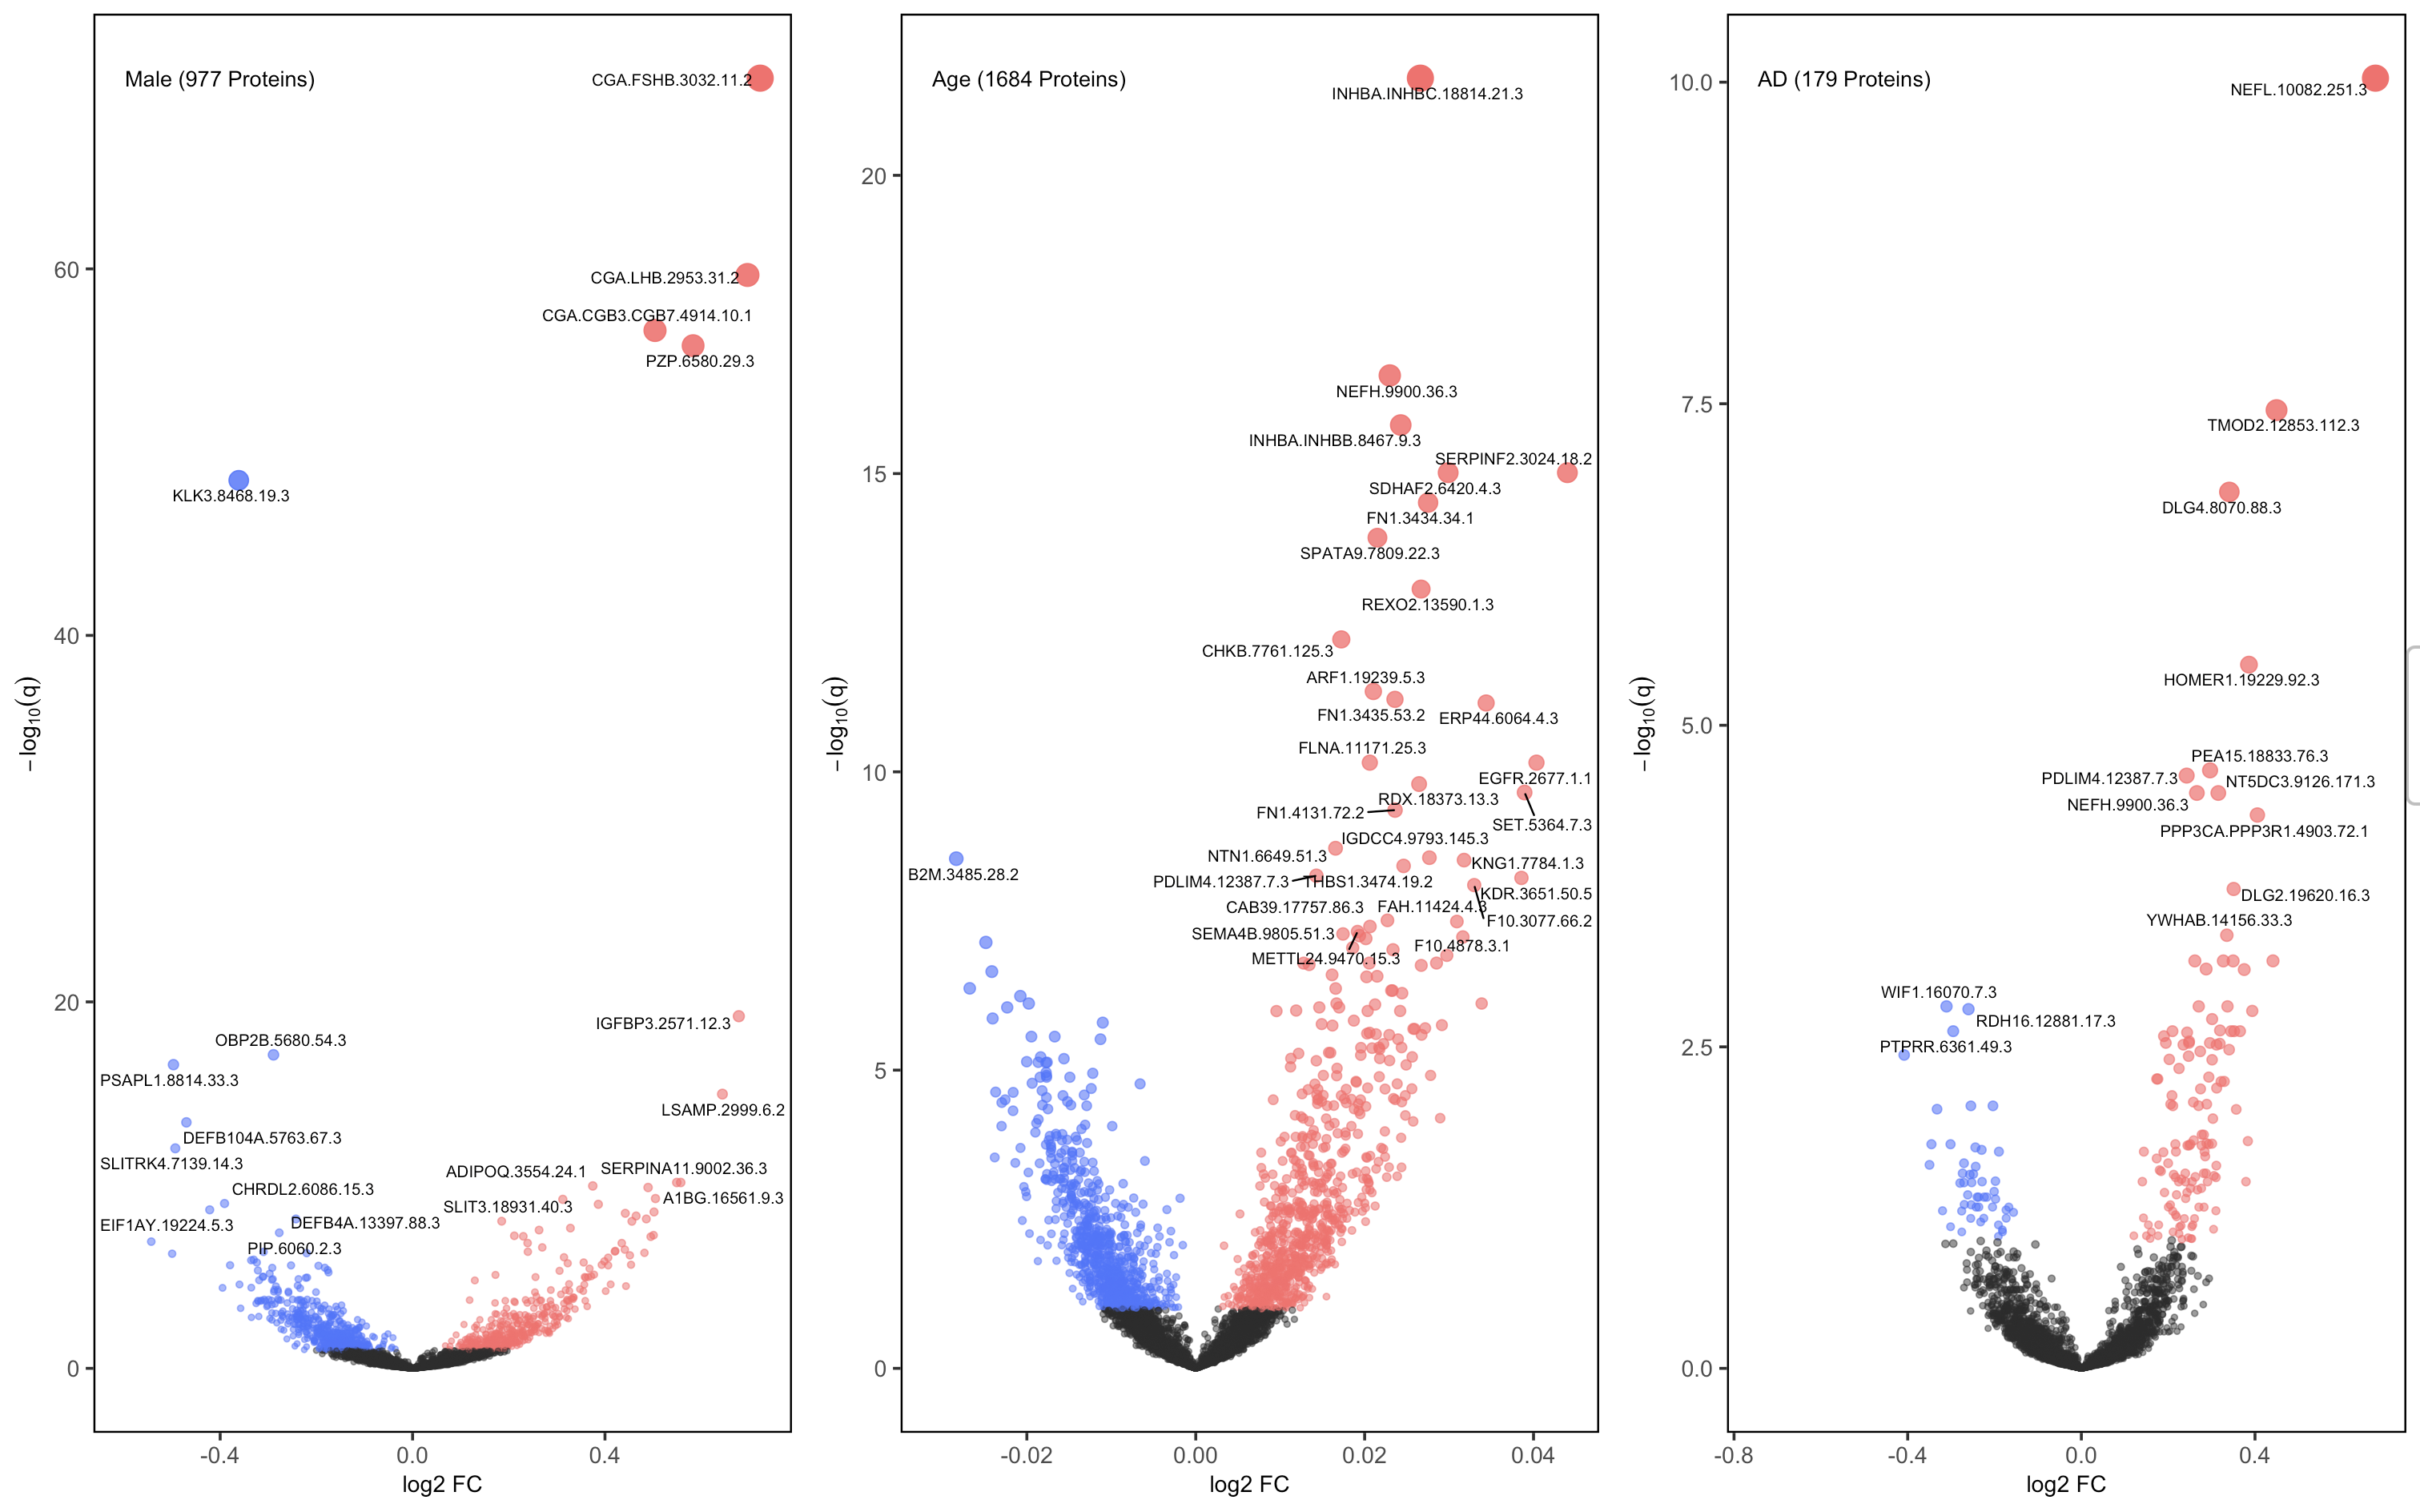 Male (977 Proteins)
CGA.FSHB.3032.11.2
CGA.LHB.2953.31.2
CGA.CGB3.CGB7.4914.10.1
PZP.6580.29.3
KLK3.8468.19.3
IGFBP3.2571.12.3
OBP2B.5680.54.3
PSAPL1.8814.33.3
LSAMP.2999.6.2
DEFB104A.5763.67.3
SLITRK4.7139.14.3
ADIPOQ.3554.24.1
SERPINA11.9002.36.3
CHRDL2.6086.15.3
A1BG.16561.9.3
SLIT3.18931.40.3
EIF1AY.19224.5.3
DEFB4A.13397.88.3
PIP.6060.2.3
60
40
20
0
-0.4
0.0
0.4
log2 FC
−log10(q)
Age (1684 Proteins)
INHBA.INHBC.18814.21.3
NEFH.9900.36.3
INHBA.INHBB.8467.9.3
SERPINF2.3024.18.2
SDHAF2.6420.4.3
FN1.3434.34.1
SPATA9.7809.22.3
REXO2.13590.1.3
CHKB.7761.125.3
ARF1.19239.5.3
FN1.3435.53.2
ERP44.6064.4.3
FLNA.11171.25.3
EGFR.2677.1.1
RDX.18373.13.3
FN1.4131.72.2
SET.5364.7.3
IGDCC4.9793.145.3
NTN1.6649.51.3
KNG1.7784.1.3
B2M.3485.28.2
PDLIM4.12387.7.3
THBS1.3474.19.2
KDR.3651.50.5
CAB39.17757.86.3
FAH.11424.4.3
F10.3077.66.2
SEMA4B.9805.51.3
F10.4878.3.1
METTL24.9470.15.3
20
15
10
5
0
-0.02
0.00
0.02
0.04
log2 FC
−log10(q)
AD (179 Proteins)
NEFL.10082.251.3
TMOD2.12853.112.3
DLG4.8070.88.3
HOMER1.19229.92.3
PEA15.18833.76.3
PDLIM4.12387.7.3
NT5DC3.9126.171.3
NEFH.9900.36.3
PPP3CA.PPP3R1.4903.72.1
DLG2.19620.16.3
YWHAB.14156.33.3
WIF1.16070.7.3
RDH16.12881.17.3
PTPRR.6361.49.3
10.0
7.5
5.0
2.5
0.0
-0.8
-0.4
0.0
0.4
log2 FC
−log10(q)